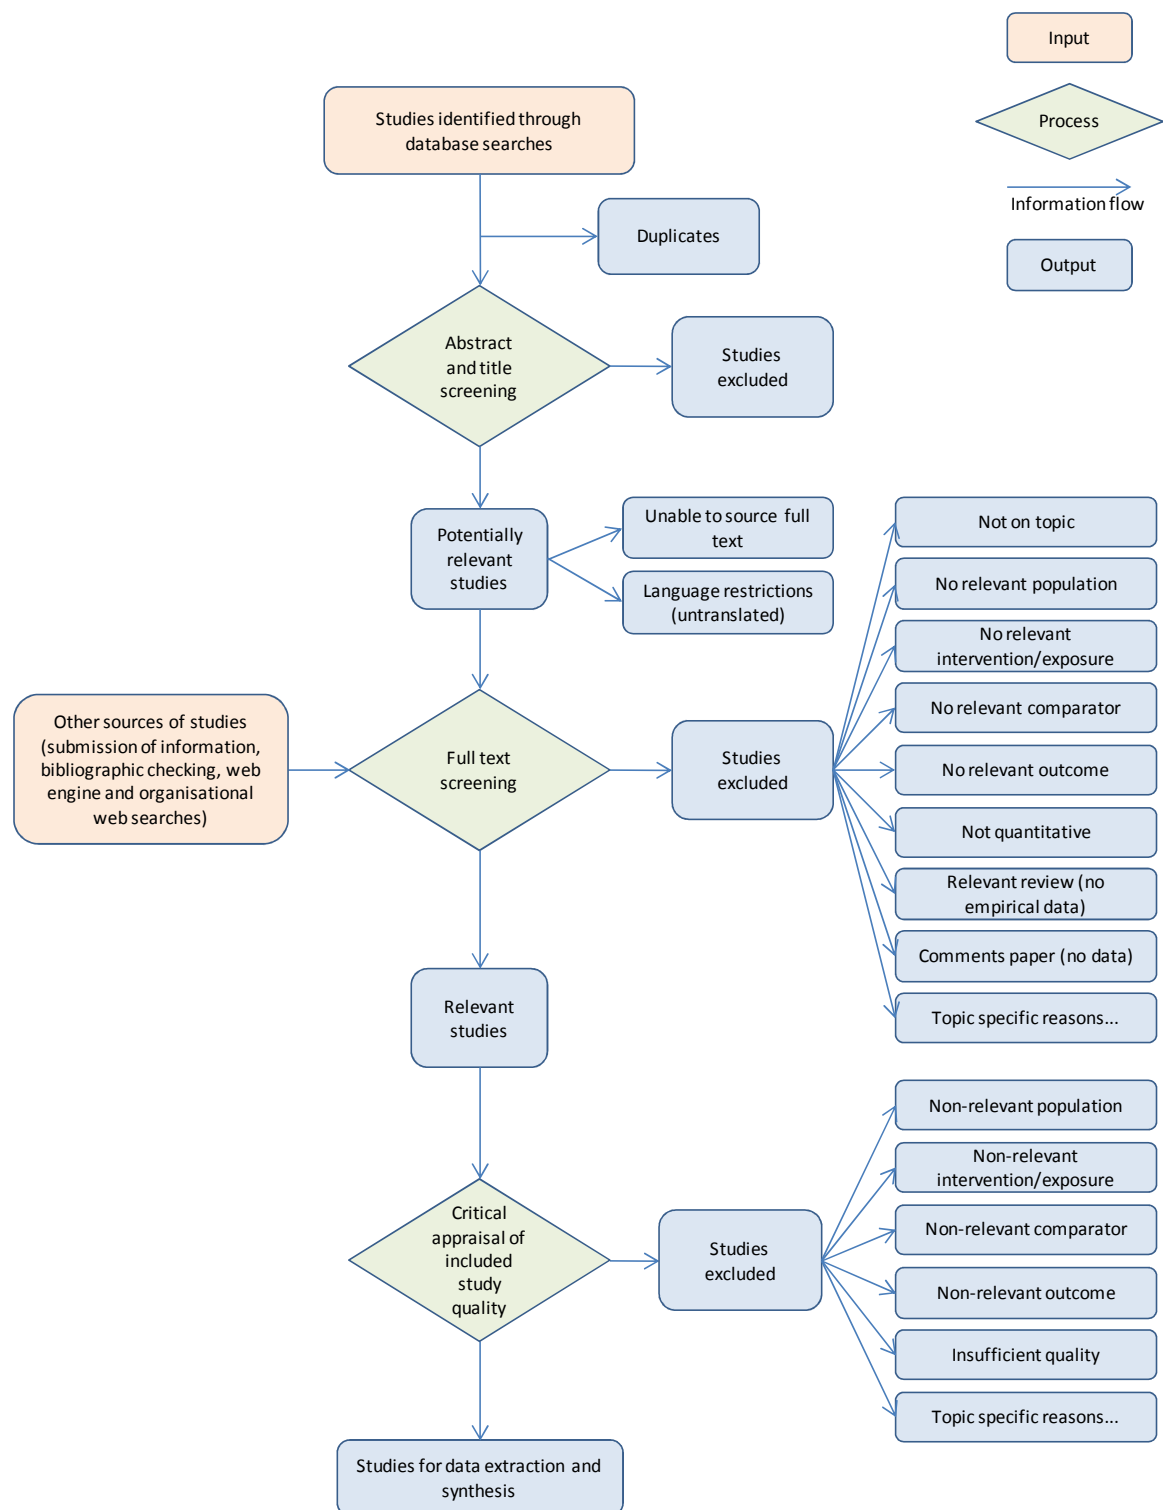 Input
Studies identified through
database searches
Process
Information flow
Duplicates
Output
Abstract
and title
screening
Studies
excluded
Potentially
relevant
studies
Unable to source full
text
Language restrictions
(untranslated)
Not on topic
No relevant population
No relevant
intervention/exposure
No relevant comparator
No relevant outcome
Not quantitative
Relevant review (no
empirical data)
Comments paper (no data)
Topic specific reasons...
Other sources of studies
(submission of information,
bibliographic checking, web
engine and organisational
web searches)
Full text
screening
Studies
excluded
Relevant
studies
Critical
appraisal of
included
study
quality
Studies
excluded
Non-relevant population
Non-relevant
intervention/exposure
Non-relevant comparator
Non-relevant outcome
Insufficient quality
Topic specific reasons...
Studies for data extraction and
synthesis